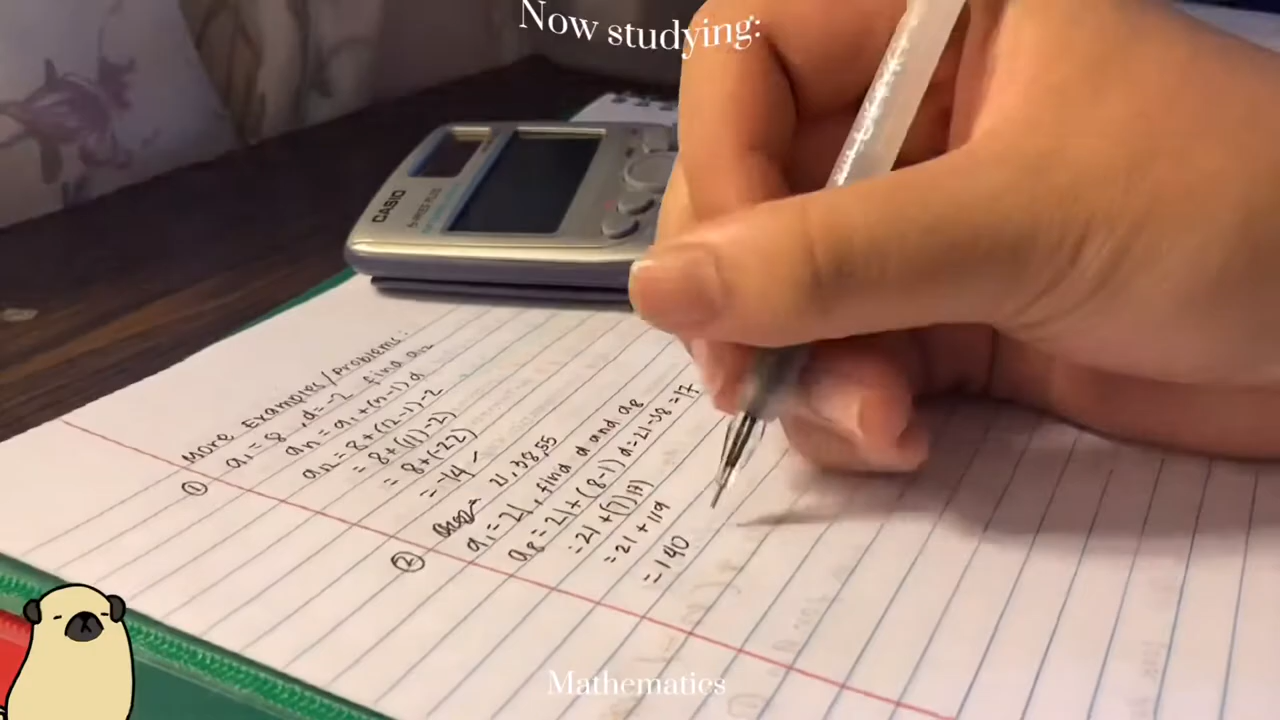 Now studying:
CASIO
More Examples/Problems:
① a₁=8, d=-2 find a₁₂
aₙ = a₁+(n-1)d
a₁₂ = 8+(12-1)-2
= 8+(11)-2)
= 8+(-22)
= -14
② 21, 38, 55
a₁=21, find d and a₈
a₈=21+(8-1) d=21-38=17
=21+(7)17)
=21+119
=140
Mathematics